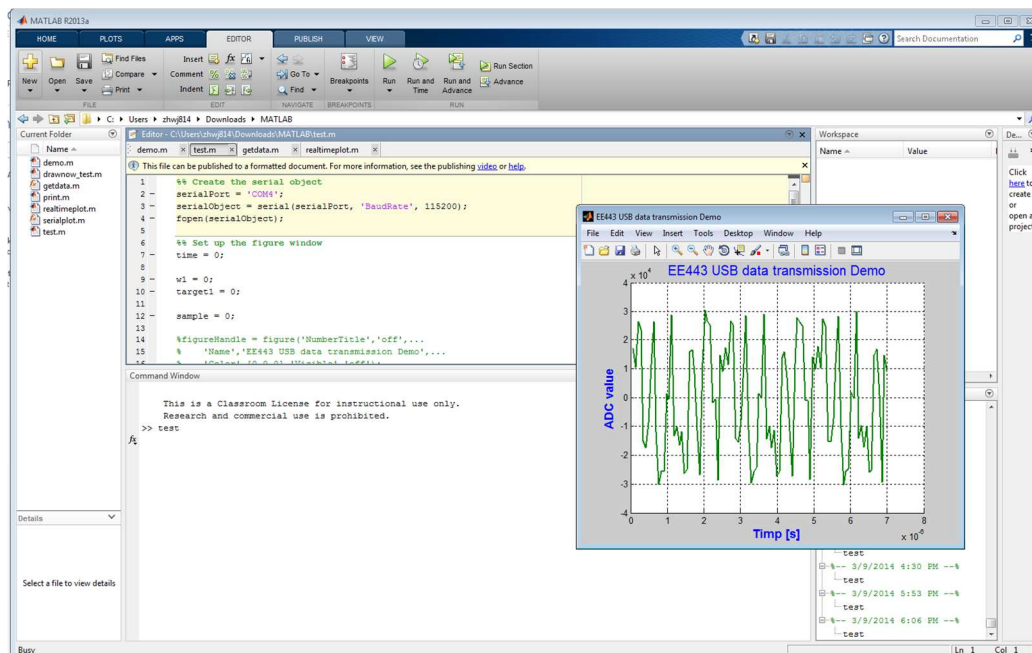 MATLAB R2013a
HOME PLOTS APPS EDITOR PUBLISH VIEW
Search Documentation
New Open Save
Find Files
Compare
Print
FILE
Insert fx
Comment
Indent
EDIT
Go To
Find
NAVIGATE
Breakpoints
BREAKPOINTS
Run
Run and Time
Run and Advance
Run Section
Advance
RUN
C: Users zhwj814 Downloads MATLAB
Current Folder
Name
demo.m
drawnow_test.m
getdata.m
print.m
realtimeplot.m
serialplot.m
test.m
Details
Select a file to view details
Editor - C:\Users\zhwj814\Downloads\MATLAB\test.m
demo.m test.m getdata.m realtimeplot.m
This file can be published to a formatted document. For more information, see the publishing video or help.
1 %% Create the serial object
2 - serialPort = 'COM4';
3 - serialObject = serial(serialPort, 'BaudRate', 115200);
4 - fopen(serialObject);
5
6 %% Set up the figure window
7 - time = 0;
8
9 - w1 = 0;
10 - target1 = 0;
11
12 - sample = 0;
13
14 %figureHandle = figure('NumberTitle','off',...
15 % 'Name','EE443 USB data transmission Demo',...
Command Window
This is a Classroom License for instructional use only.
Research and commercial use is prohibited.
>> test
fx
Workspace
Name Value
De...
Click
here to
create
or
open a
project
EE443 USB data transmission Demo
File Edit View Insert Tools Desktop Window Help
EE443 USB data transmission Demo
x 10^4
4
3
2
1
0
-1
-2
-3
-4
ADC value
0 1 2 3 4 5 6 7 8
Timp [s]
x 10^-6
test
%-- 3/9/2014 4:30 PM --%
test
%-- 3/9/2014 5:53 PM --%
test
%-- 3/9/2014 6:06 PM --%
test
Busy
Ln 1 Col 1